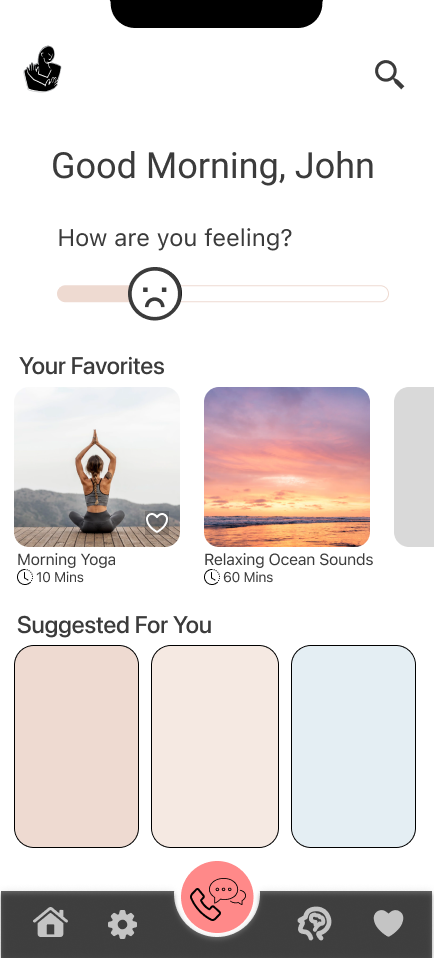 Good Morning, John
How are you feeling?
Your Favorites
Morning Yoga
10 Mins
Relaxing Ocean Sounds
60 Mins
Suggested For You